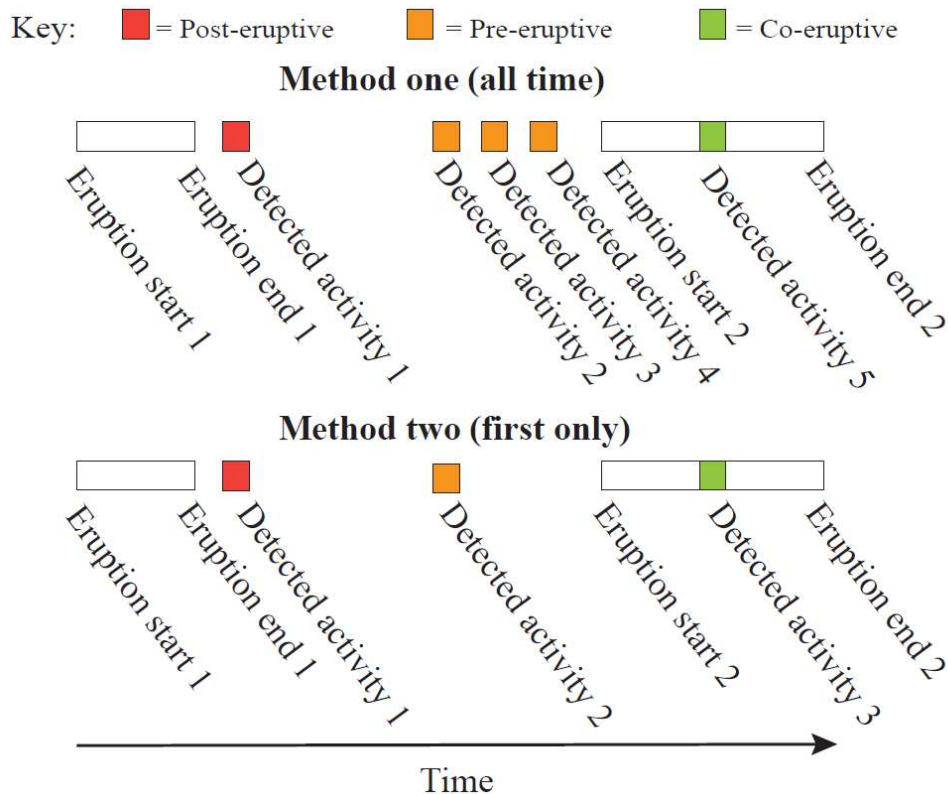 Key: = Post-eruptive = Pre-eruptive = Co-eruptive
Method one (all time)
Eruption start 1
Eruption end 1
Detected activity 1
Detected activity 2
Detected activity 3
Detected activity 4
Eruption start 2
Detected activity 5
Eruption end 2
Method two (first only)
Eruption start 1
Eruption end 1
Detected activity 1
Detected activity 2
Eruption start 2
Detected activity 3
Eruption end 2
Time